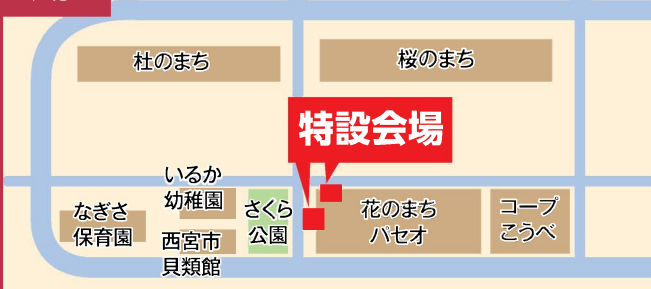 杜のまち
桜のまち
特設会場
いるか
幼稚園
なぎさ
保育園
さくら
公園
花のまち
パセオ
コープ
こうべ
西宮市
貝類館